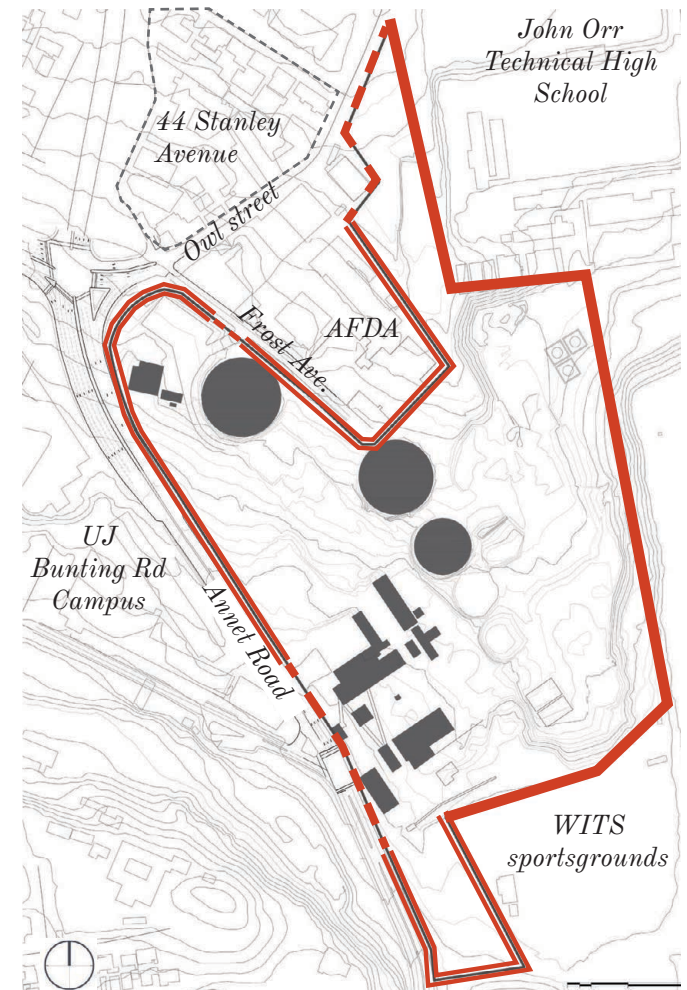 John Orr
Technical High
School
44 Stanley
Avenue
Owl street
Frost Ave.
AFDA
UJ
Bunting Rd
Campus
Annet Road
WITS
sportsgrounds